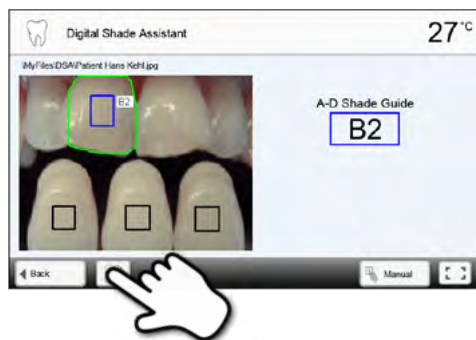 Digital Shade Assistant
27°C
\MyFiles\DSA\Patient Hans Kehl.jpg
B2
A-D Shade Guide
B2
Back
Manual